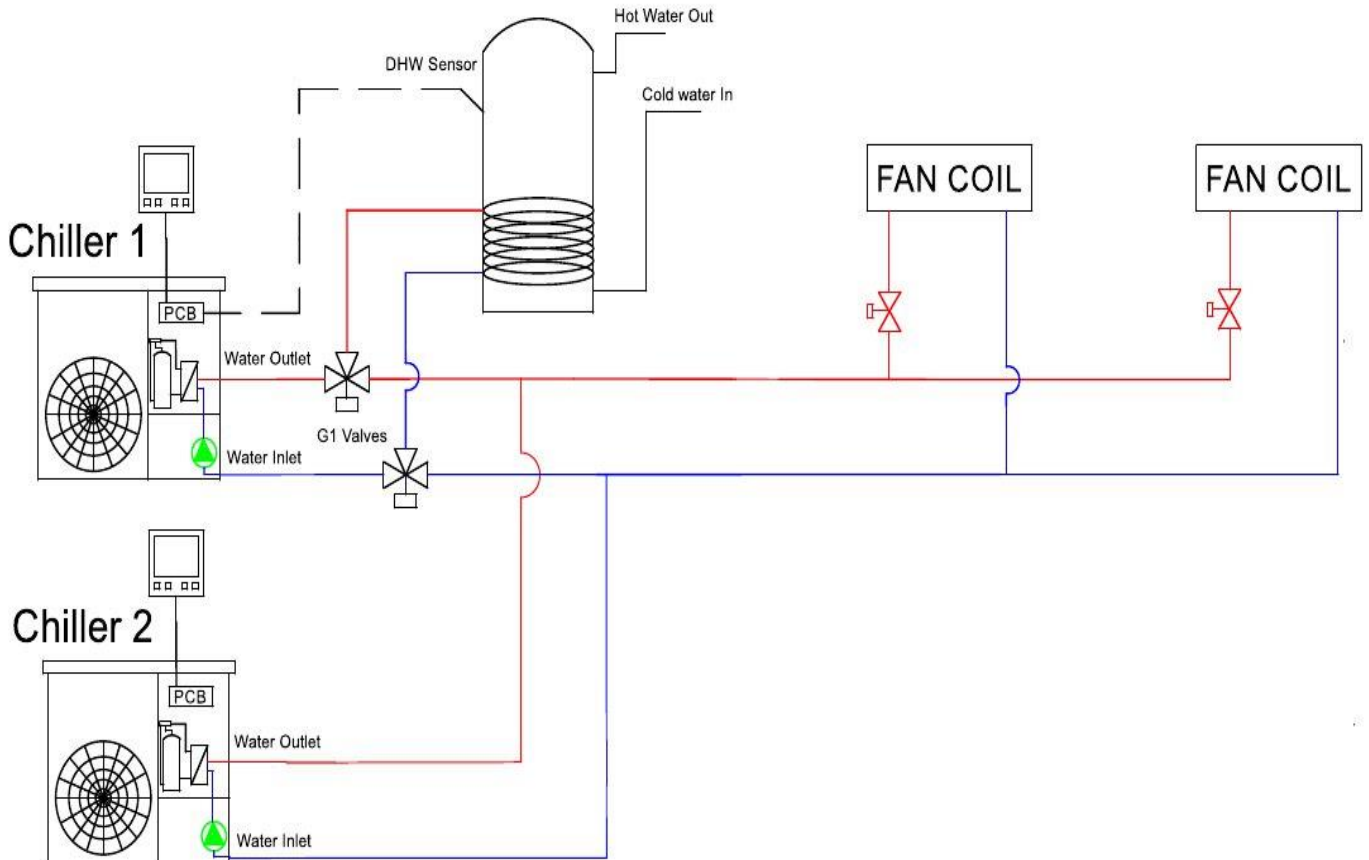 Hot Water Out
DHW Sensor
Cold water In
FAN COIL
FAN COIL
Chiller 1
PCB
Water Outlet
G1 Valves
Water Inlet
Chiller 2
PCB
Water Outlet
Water Inlet